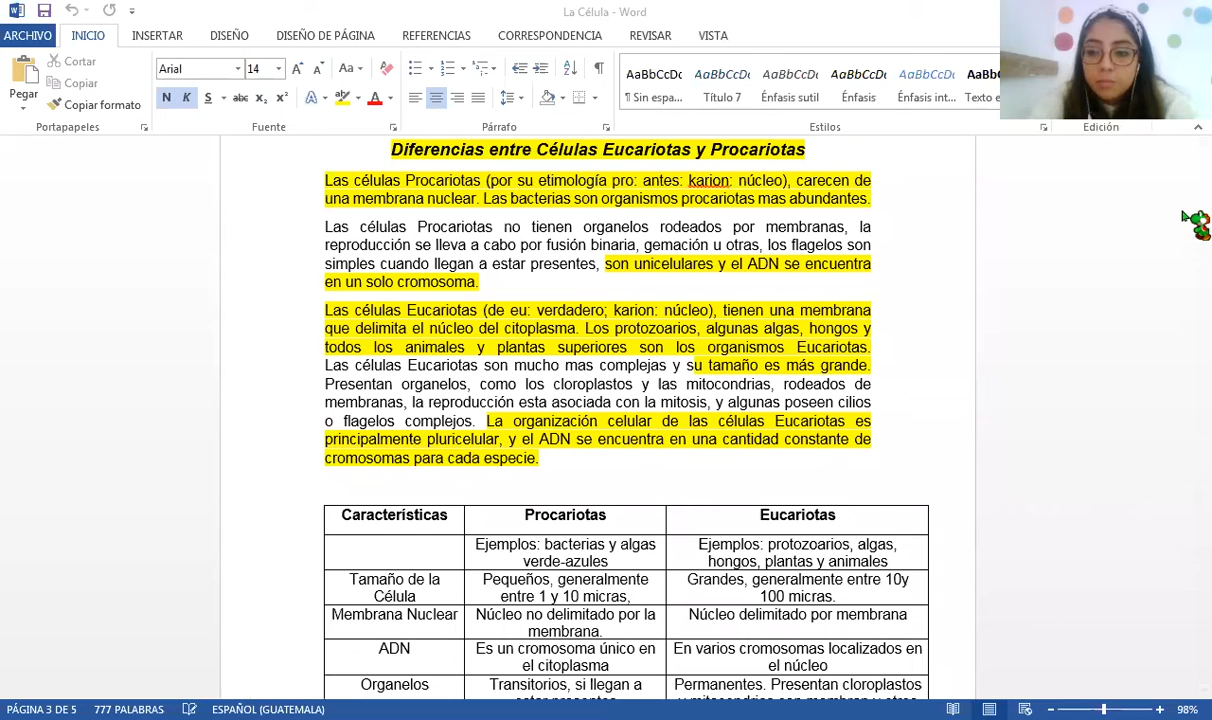 La Célula - Word
ARCHIVO INICIO INSERTAR DISEÑO DISEÑO DE PÁGINA REFERENCIAS CORRESPONDENCIA REVISAR VISTA
Pegar
Cortar
Copiar
Copiar formato
Portapapeles
Arial 14
N K S abc x₂ x²
Fuente
Párrafo
AaBbCcDc AaBbCcDc AaBbCcDc AaBbCcDc AaBbCcDc AaBbC
¶ Sin espa... Título 7 Énfasis sutil Énfasis Énfasis int... Texto e
Estilos
Edición
Diferencias entre Células Eucariotas y Procariotas
Las células Procariotas (por su etimología pro: antes: karion: núcleo), carecen de
una membrana nuclear. Las bacterias son organismos procariotas mas abundantes.
Las células Procariotas no tienen organelos rodeados por membranas, la
reproducción se lleva a cabo por fusión binaria, gemación u otras, los flagelos son
simples cuando llegan a estar presentes, son unicelulares y el ADN se encuentra
en un solo cromosoma.
Las células Eucariotas (de eu: verdadero; karion: núcleo), tienen una membrana
que delimita el núcleo del citoplasma. Los protozoarios, algunas algas, hongos y
todos los animales y plantas superiores son los organismos Eucariotas.
Las células Eucariotas son mucho mas complejas y su tamaño es más grande.
Presentan organelos, como los cloroplastos y las mitocondrias, rodeados de
membranas, la reproducción esta asociada con la mitosis, y algunas poseen cilios
o flagelos complejos. La organización celular de las células Eucariotas es
principalmente pluricelular, y el ADN se encuentra en una cantidad constante de
cromosomas para cada especie.
Características Procariotas Eucariotas
Ejemplos: bacterias y algas
verde-azules
Ejemplos: protozoarios, algas,
hongos, plantas y animales
Tamaño de la
Célula
Pequeños, generalmente
entre 1 y 10 micras,
Grandes, generalmente entre 10y
100 micras.
Membrana Nuclear
Núcleo no delimitado por la
membrana.
Núcleo delimitado por membrana
ADN
Es un cromosoma único en
el citoplasma
En varios cromosomas localizados en
el núcleo
Organelos
Transitorios, si llegan a
Permanentes. Presentan cloroplastos
PÁGINA 3 DE 5 777 PALABRAS ESPAÑOL (GUATEMALA) 98%